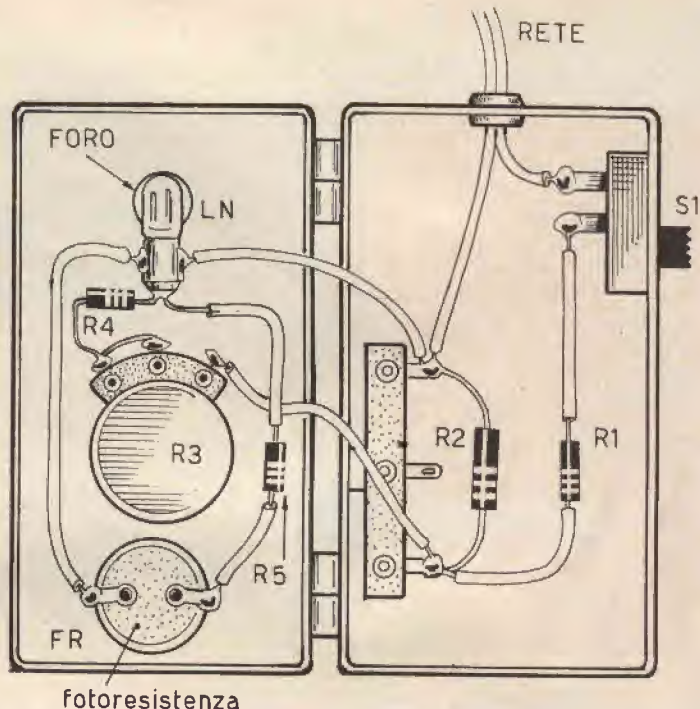 RETE
FORO
LN
S1
R4
R3
R2
R1
R5
FR
fotoresistenza